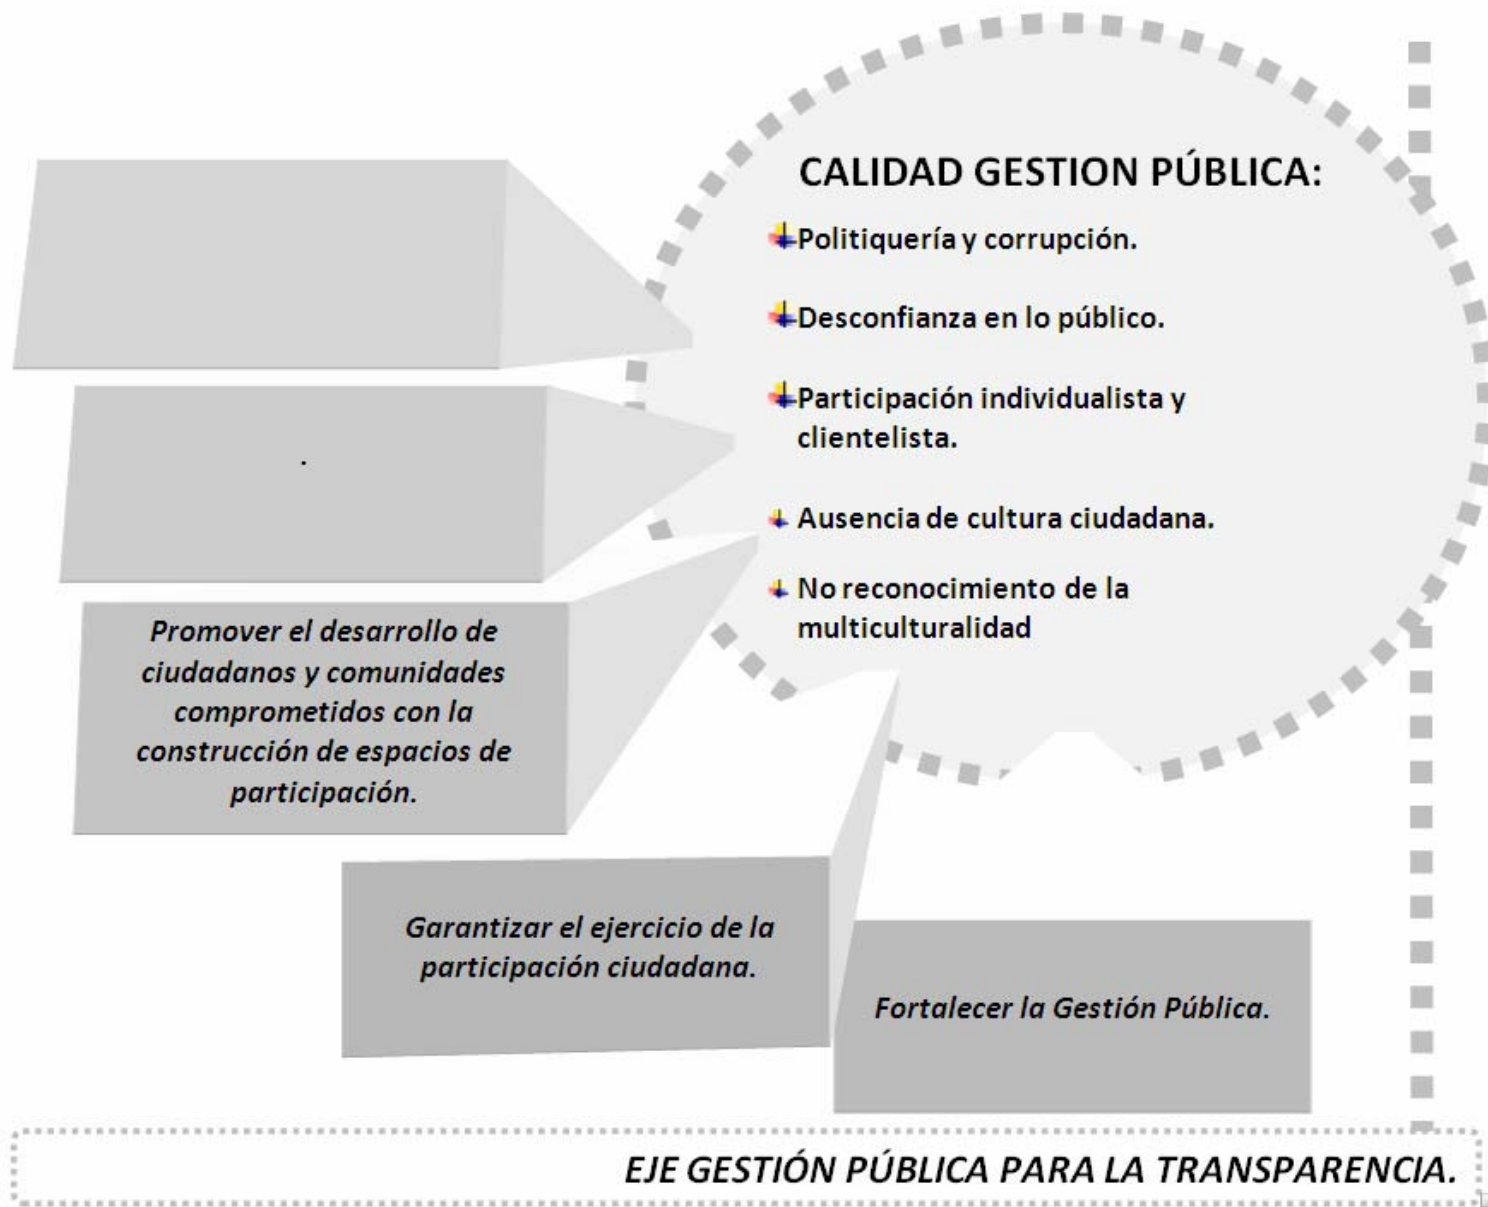 CALIDAD GESTION PÚBLICA:
Politiquería y corrupción.
Desconfianza en lo público.
Participación individualista y
clientelista.
Ausencia de cultura ciudadana.
No reconocimiento de la
multiculturalidad
.
Promover el desarrollo de
ciudadanos y comunidades
comprometidos con la
construcción de espacios de
participación.
Garantizar el ejercicio de la
participación ciudadana.
Fortalecer la Gestión Pública.
EJE GESTIÓN PÚBLICA PARA LA TRANSPARENCIA.